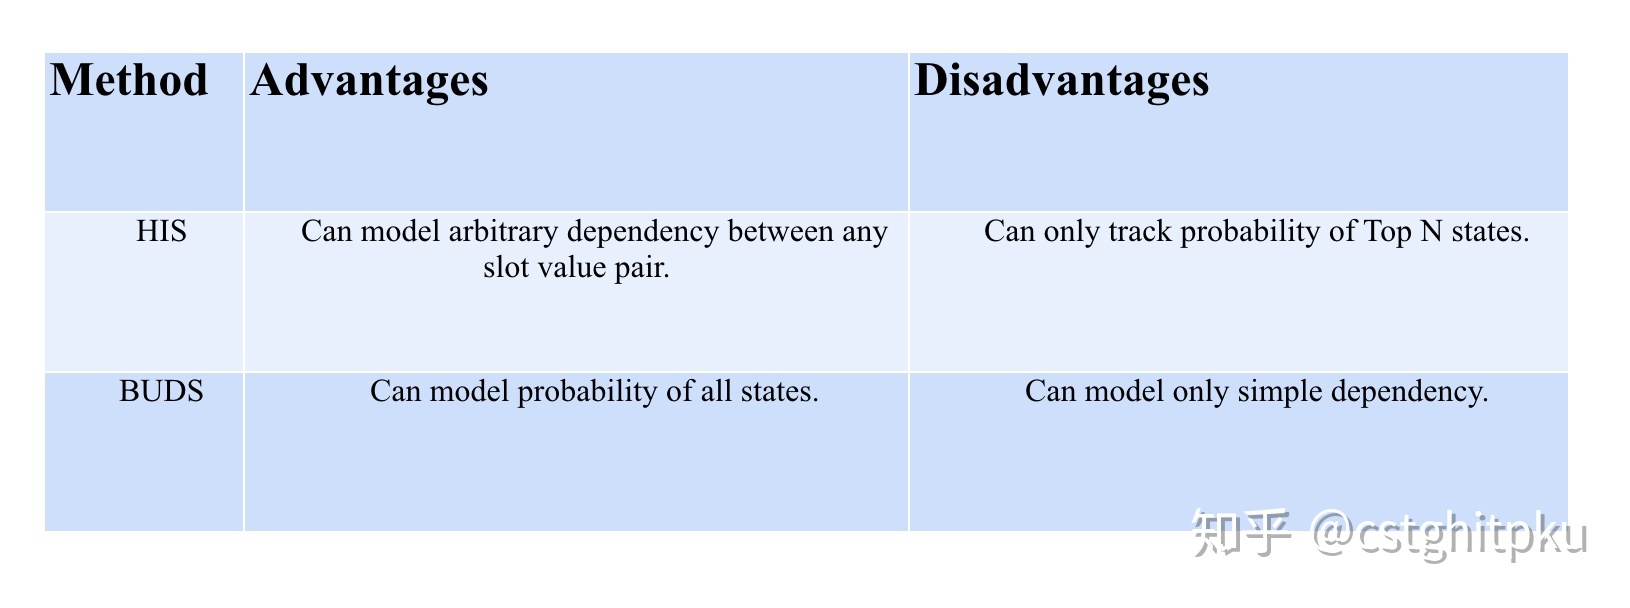 Method Advantages Disadvantages
HIS Can model arbitrary dependency between any Can only track probability of Top N states.
slot value pair.
BUDS Can model probability of all states. Can model only simple dependency.
知乎 @cstghitpku